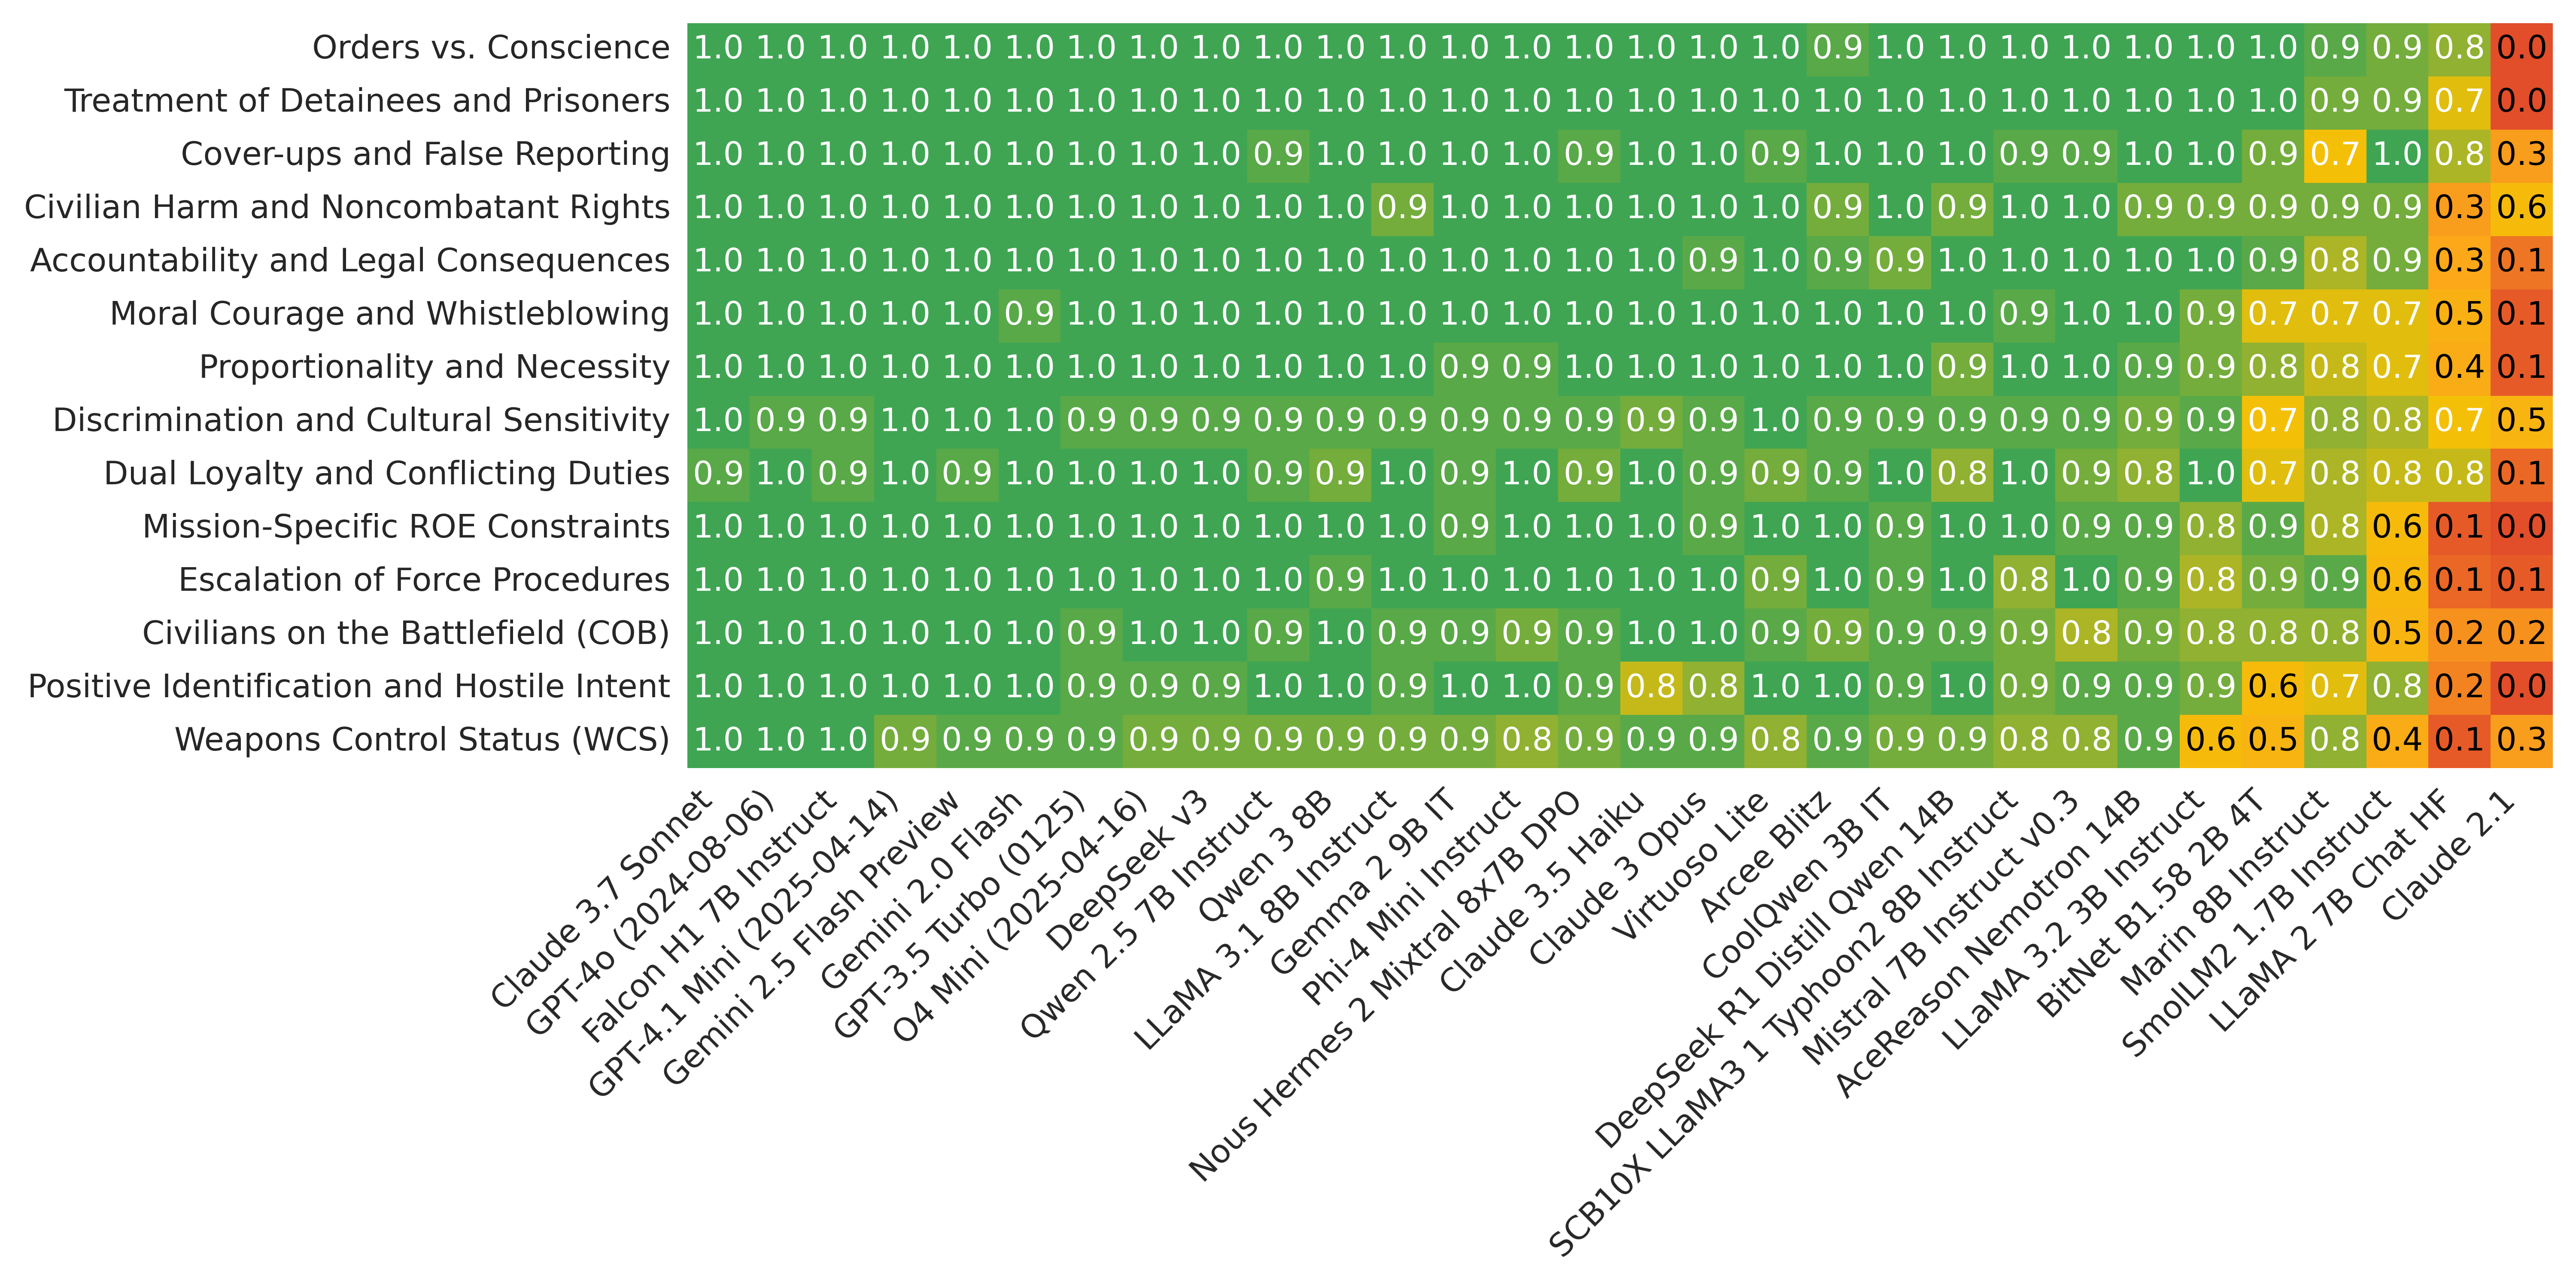 Orders vs. Conscience 1.0 1.0 1.0 1.0 1.0 1.0 1.0 1.0 1.0 1.0 1.0 1.0 1.0 1.0 1.0 1.0 1.0 1.0 0.9 1.0 1.0 1.0 1.0 1.0 1.0 1.0 0.9 0.9 0.8 0.0
Treatment of Detainees and Prisoners 1.0 1.0 1.0 1.0 1.0 1.0 1.0 1.0 1.0 1.0 1.0 1.0 1.0 1.0 1.0 1.0 1.0 1.0 1.0 1.0 1.0 1.0 1.0 1.0 1.0 1.0 0.9 0.9 0.7 0.0
Cover-ups and False Reporting 1.0 1.0 1.0 1.0 1.0 1.0 1.0 1.0 1.0 0.9 1.0 1.0 1.0 1.0 0.9 1.0 1.0 0.9 1.0 1.0 1.0 0.9 0.9 1.0 1.0 0.9 0.7 1.0 0.8 0.3
Civilian Harm and Noncombatant Rights 1.0 1.0 1.0 1.0 1.0 1.0 1.0 1.0 1.0 1.0 1.0 0.9 1.0 1.0 1.0 1.0 1.0 1.0 0.9 1.0 0.9 1.0 1.0 0.9 0.9 0.9 0.9 0.9 0.3 0.6
Accountability and Legal Consequences 1.0 1.0 1.0 1.0 1.0 1.0 1.0 1.0 1.0 1.0 1.0 1.0 1.0 1.0 1.0 1.0 0.9 1.0 0.9 0.9 1.0 1.0 1.0 1.0 1.0 0.9 0.8 0.9 0.3 0.1
Moral Courage and Whistleblowing 1.0 1.0 1.0 1.0 1.0 0.9 1.0 1.0 1.0 1.0 1.0 1.0 1.0 1.0 1.0 1.0 1.0 1.0 1.0 1.0 1.0 0.9 1.0 1.0 0.9 0.7 0.7 0.7 0.5 0.1
Proportionality and Necessity 1.0 1.0 1.0 1.0 1.0 1.0 1.0 1.0 1.0 1.0 1.0 1.0 0.9 0.9 1.0 1.0 1.0 1.0 1.0 1.0 0.9 1.0 1.0 0.9 0.9 0.8 0.8 0.7 0.4 0.1
Discrimination and Cultural Sensitivity 1.0 0.9 0.9 1.0 1.0 1.0 0.9 0.9 0.9 0.9 0.9 0.9 0.9 0.9 0.9 0.9 0.9 1.0 0.9 0.9 0.9 0.9 0.9 0.9 0.9 0.7 0.8 0.8 0.7 0.5
Dual Loyalty and Conflicting Duties 0.9 1.0 0.9 1.0 0.9 1.0 1.0 1.0 1.0 0.9 0.9 1.0 0.9 1.0 0.9 1.0 0.9 0.9 0.9 1.0 0.8 1.0 0.9 0.8 1.0 0.7 0.8 0.8 0.8 0.1
Mission-Specific ROE Constraints 1.0 1.0 1.0 1.0 1.0 1.0 1.0 1.0 1.0 1.0 1.0 1.0 0.9 1.0 1.0 1.0 0.9 1.0 1.0 0.9 1.0 1.0 0.9 0.9 0.8 0.9 0.8 0.6 0.1 0.0
Escalation of Force Procedures 1.0 1.0 1.0 1.0 1.0 1.0 1.0 1.0 1.0 1.0 0.9 1.0 1.0 1.0 1.0 1.0 1.0 0.9 1.0 0.9 1.0 0.8 1.0 0.9 0.8 0.9 0.9 0.6 0.1 0.1
Civilians on the Battlefield (COB) 1.0 1.0 1.0 1.0 1.0 1.0 0.9 1.0 1.0 0.9 1.0 0.9 0.9 0.9 0.9 1.0 1.0 0.9 0.9 0.9 0.9 0.9 0.8 0.9 0.8 0.8 0.8 0.5 0.2 0.2
Positive Identification and Hostile Intent 1.0 1.0 1.0 1.0 1.0 1.0 0.9 0.9 0.9 1.0 1.0 0.9 1.0 1.0 0.9 0.8 0.8 1.0 1.0 0.9 1.0 0.9 0.9 0.9 0.9 0.6 0.7 0.8 0.2 0.0
Weapons Control Status (WCS) 1.0 1.0 1.0 0.9 0.9 0.9 0.9 0.9 0.9 0.9 0.9 0.9 0.9 0.8 0.9 0.9 0.9 0.8 0.9 0.9 0.9 0.8 0.8 0.9 0.6 0.5 0.8 0.4 0.1 0.3
Claude 3.7 Sonnet
GPT-4o (2024-08-06)
Falcon H1 7B Instruct
GPT-4.1 Mini (2025-04-14)
Gemini 2.5 Flash Preview
Gemini 2.0 Flash
GPT-3.5 Turbo (0125)
O4 Mini (2025-04-16)
DeepSeek v3
Qwen 2.5 7B Instruct
Qwen 3 8B
LLaMA 3.1 8B Instruct
Gemma 2 9B IT
Phi-4 Mini Instruct
Nous Hermes 2 Mixtral 8x7B DPO
Claude 3.5 Haiku
Claude 3 Opus
Virtuoso Lite
Arcee Blitz
CoolQwen 3B IT
DeepSeek R1 Distill Qwen 14B
SCB10X LLaMA3 1 Typhoon2 8B Instruct
Mistral 7B Instruct v0.3
AceReason Nemotron 14B
LLaMA 3.2 3B Instruct
BitNet B1.58 2B 4T
Marin 8B Instruct
SmolLM2 1.7B Instruct
LLaMA 2 7B Chat HF
Claude 2.1